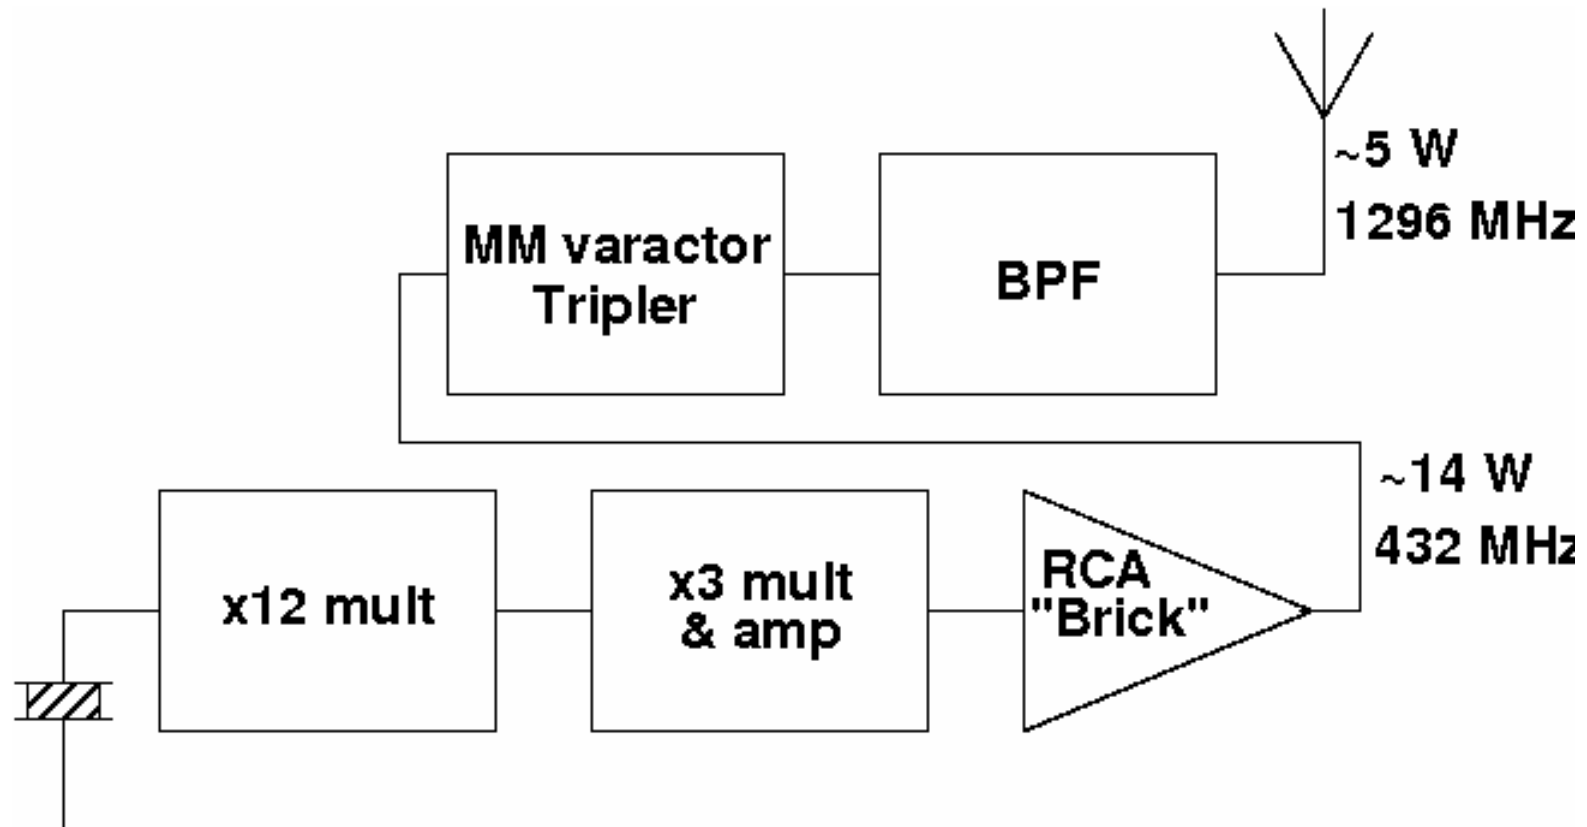 ~5 W
1296 MHz
MM varactor
Tripler
BPF
~14 W
432 MHz
x12 mult
x3 mult
& amp
RCA
"Brick"